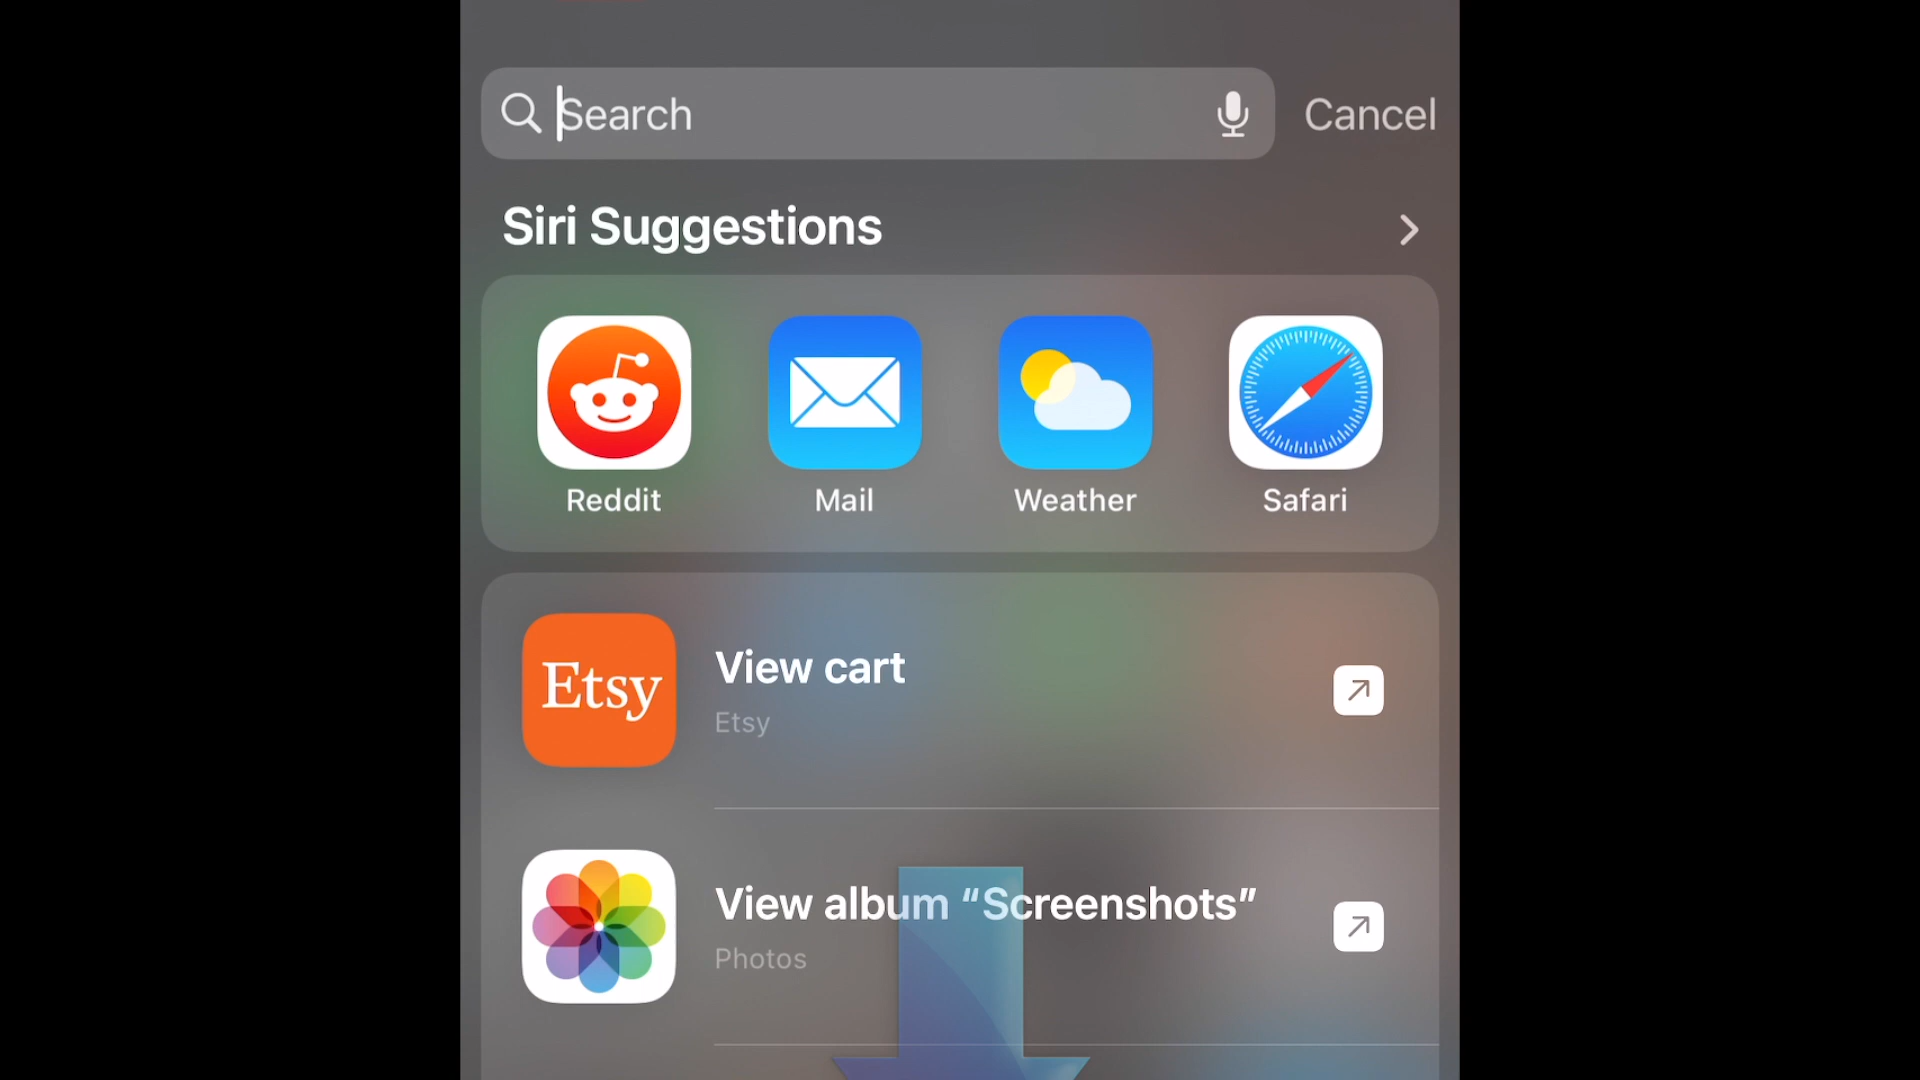 Search
Cancel
Siri Suggestions
Reddit
Mail
Weather
Safari
Etsy
View cart
Etsy
View album “Screenshots”
Photos